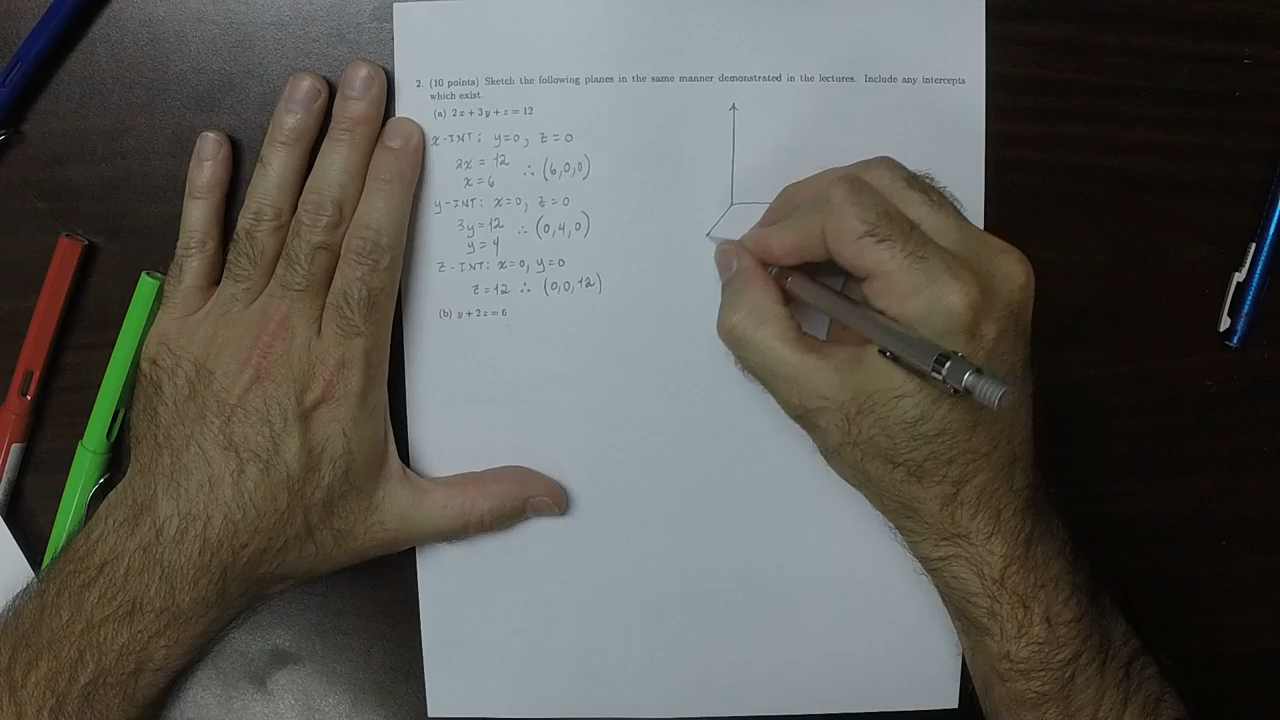 2. (10 points) Sketch the following planes in the same manner demonstrated in the lectures. Include any intercepts
which exist.
(a) 2x + 3y + z = 12
x-INT: y=0, z=0
2x = 12 ∴ (6,0,0)
x=6
y-INT: x=0, z=0
3y=12 ∴ (0,4,0)
y=4
z-INT: x=0, y=0
z=12 ∴ (0,0,12)
(b) y + 2z = 6